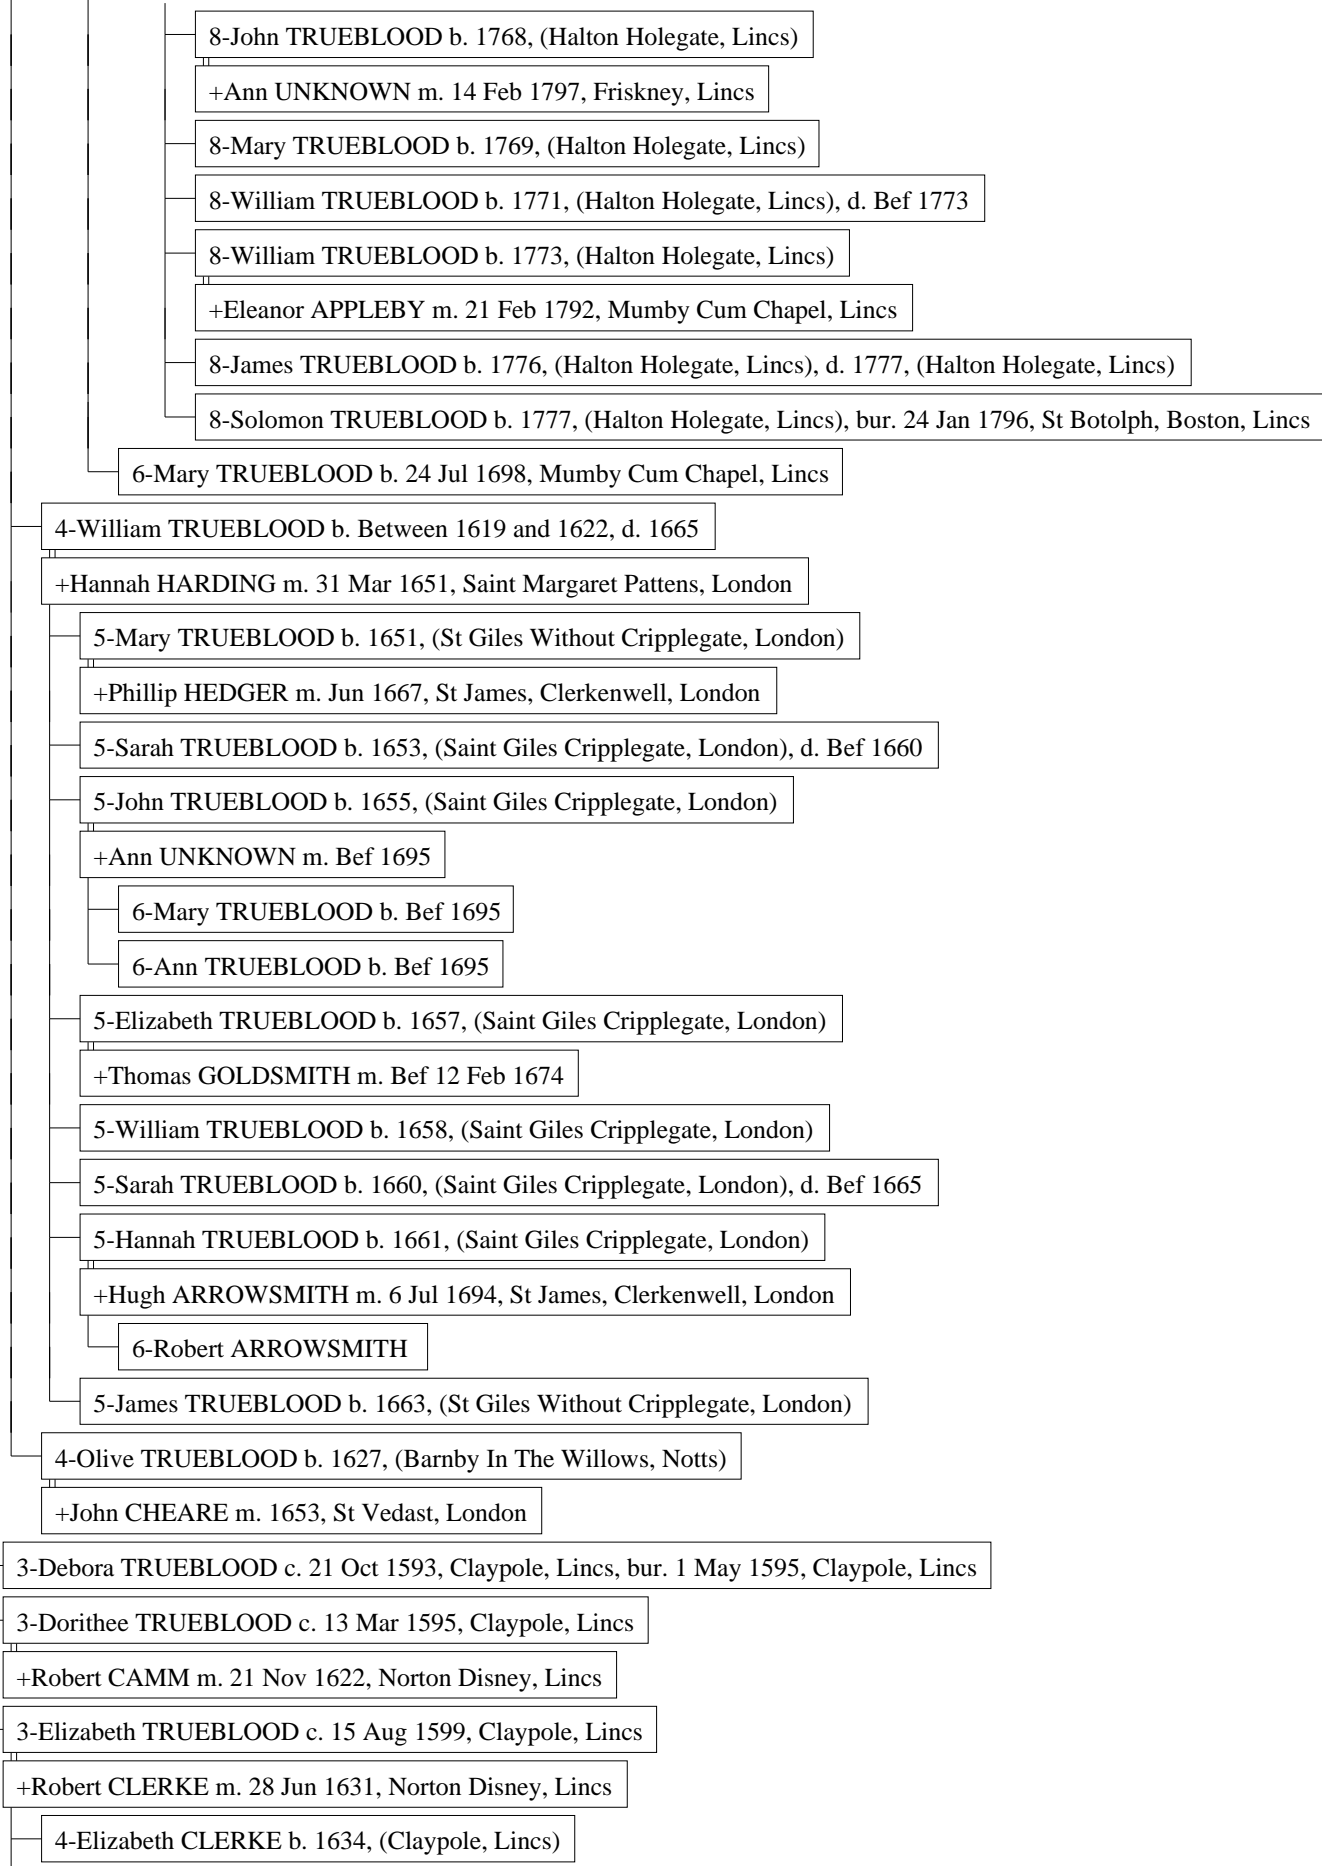 8-John TRUEBLOOD b. 1768, (Halton Holegate, Lincs)
+Ann UNKNOWN m. 14 Feb 1797, Friskney, Lincs
8-Mary TRUEBLOOD b. 1769, (Halton Holegate, Lincs)
8-William TRUEBLOOD b. 1771, (Halton Holegate, Lincs), d. Bef 1773
8-William TRUEBLOOD b. 1773, (Halton Holegate, Lincs)
+Eleanor APPLEBY m. 21 Feb 1792, Mumby Cum Chapel, Lincs
8-James TRUEBLOOD b. 1776, (Halton Holegate, Lincs), d. 1777, (Halton Holegate, Lincs)
8-Solomon TRUEBLOOD b. 1777, (Halton Holegate, Lincs), bur. 24 Jan 1796, St Botolph, Boston, Lincs
6-Mary TRUEBLOOD b. 24 Jul 1698, Mumby Cum Chapel, Lincs
4-William TRUEBLOOD b. Between 1619 and 1622, d. 1665
+Hannah HARDING m. 31 Mar 1651, Saint Margaret Pattens, London
5-Mary TRUEBLOOD b. 1651, (St Giles Without Cripplegate, London)
+Phillip HEDGER m. Jun 1667, St James, Clerkenwell, London
5-Sarah TRUEBLOOD b. 1653, (Saint Giles Cripplegate, London), d. Bef 1660
5-John TRUEBLOOD b. 1655, (Saint Giles Cripplegate, London)
+Ann UNKNOWN m. Bef 1695
6-Mary TRUEBLOOD b. Bef 1695
6-Ann TRUEBLOOD b. Bef 1695
5-Elizabeth TRUEBLOOD b. 1657, (Saint Giles Cripplegate, London)
+Thomas GOLDSMITH m. Bef 12 Feb 1674
5-William TRUEBLOOD b. 1658, (Saint Giles Cripplegate, London)
5-Sarah TRUEBLOOD b. 1660, (Saint Giles Cripplegate, London), d. Bef 1665
5-Hannah TRUEBLOOD b. 1661, (Saint Giles Cripplegate, London)
+Hugh ARROWSMITH m. 6 Jul 1694, St James, Clerkenwell, London
6-Robert ARROWSMITH
5-James TRUEBLOOD b. 1663, (St Giles Without Cripplegate, London)
4-Olive TRUEBLOOD b. 1627, (Barnby In The Willows, Notts)
+John CHEARE m. 1653, St Vedast, London
3-Debora TRUEBLOOD c. 21 Oct 1593, Claypole, Lincs, bur. 1 May 1595, Claypole, Lincs
3-Dorithee TRUEBLOOD c. 13 Mar 1595, Claypole, Lincs
+Robert CAMM m. 21 Nov 1622, Norton Disney, Lincs
3-Elizabeth TRUEBLOOD c. 15 Aug 1599, Claypole, Lincs
+Robert CLERKE m. 28 Jun 1631, Norton Disney, Lincs
4-Elizabeth CLERKE b. 1634, (Claypole, Lincs)